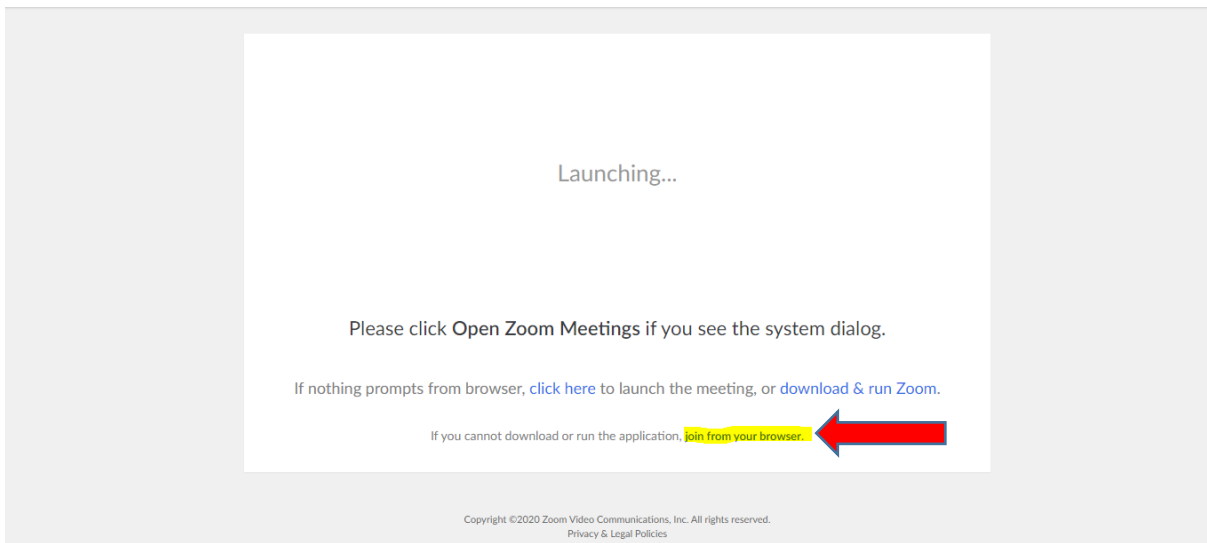 Launching...
Please click Open Zoom Meetings if you see the system dialog.
If nothing prompts from browser, click here to launch the meeting, or download & run Zoom.
If you cannot download or run the application, join from your browser.
Copyright ©2020 Zoom Video Communications, Inc. All rights reserved.
Privacy & Legal Policies